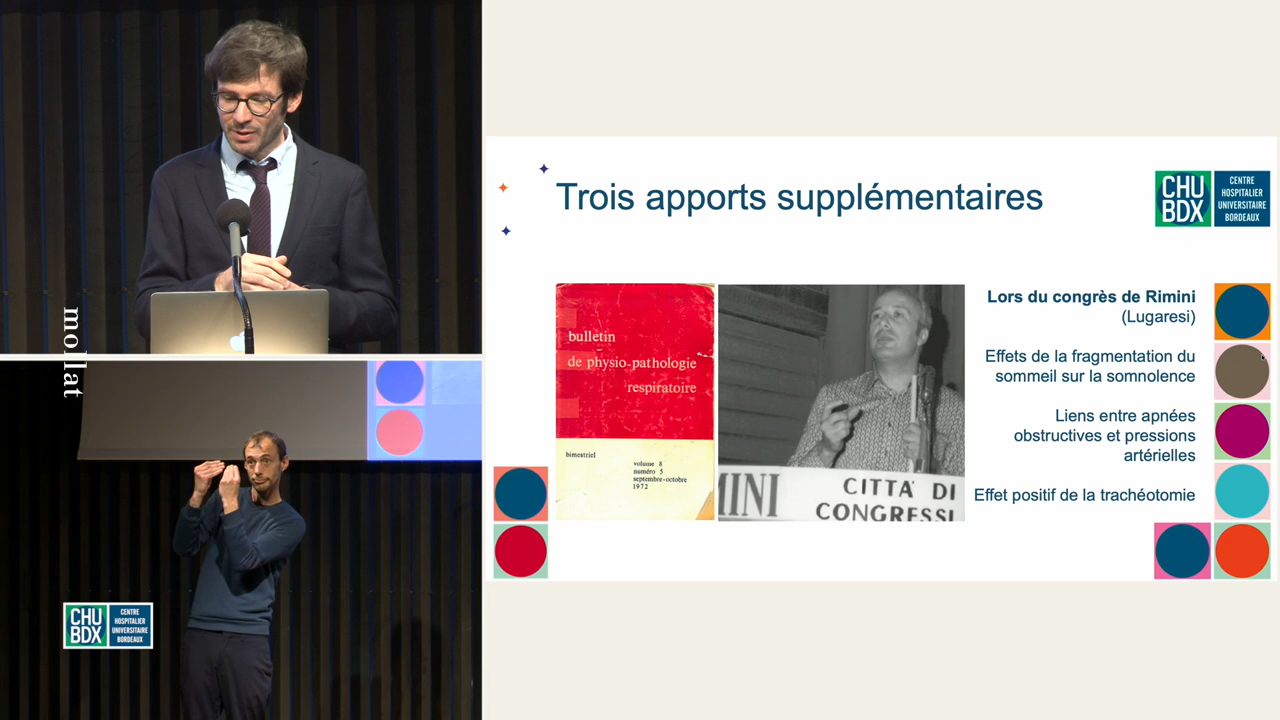 mollat
CHU
BDX
CENTRE
HOSPITALIER
UNIVERSITAIRE
BORDEAUX
Trois apports supplémentaires
CHU
BDX
CENTRE
HOSPITALIER
UNIVERSITAIRE
BORDEAUX
bulletin
de physio-pathologie
respiratoire
bimestriel
volume 8
numéro 5
septembre-octobre
1972
MINI
CITTA' DI
CONGRESSI
Lors du congrès de Rimini
(Lugaresi)
Effets de la fragmentation du
sommeil sur la somnolence
Liens entre apnées
obstructives et pressions
artérielles
Effet positif de la trachéotomie